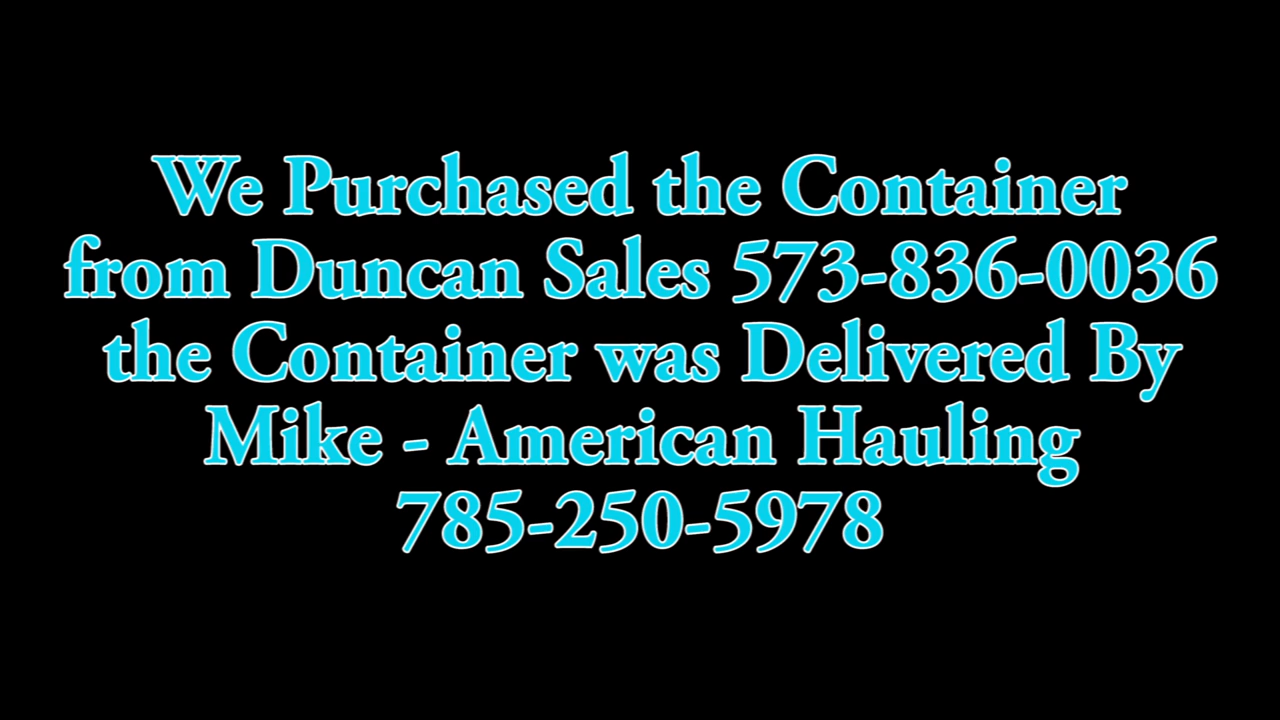 We Purchased the Container
from Duncan Sales 573-836-0036
the Container was Delivered By
Mike - American Hauling
785-250-5978